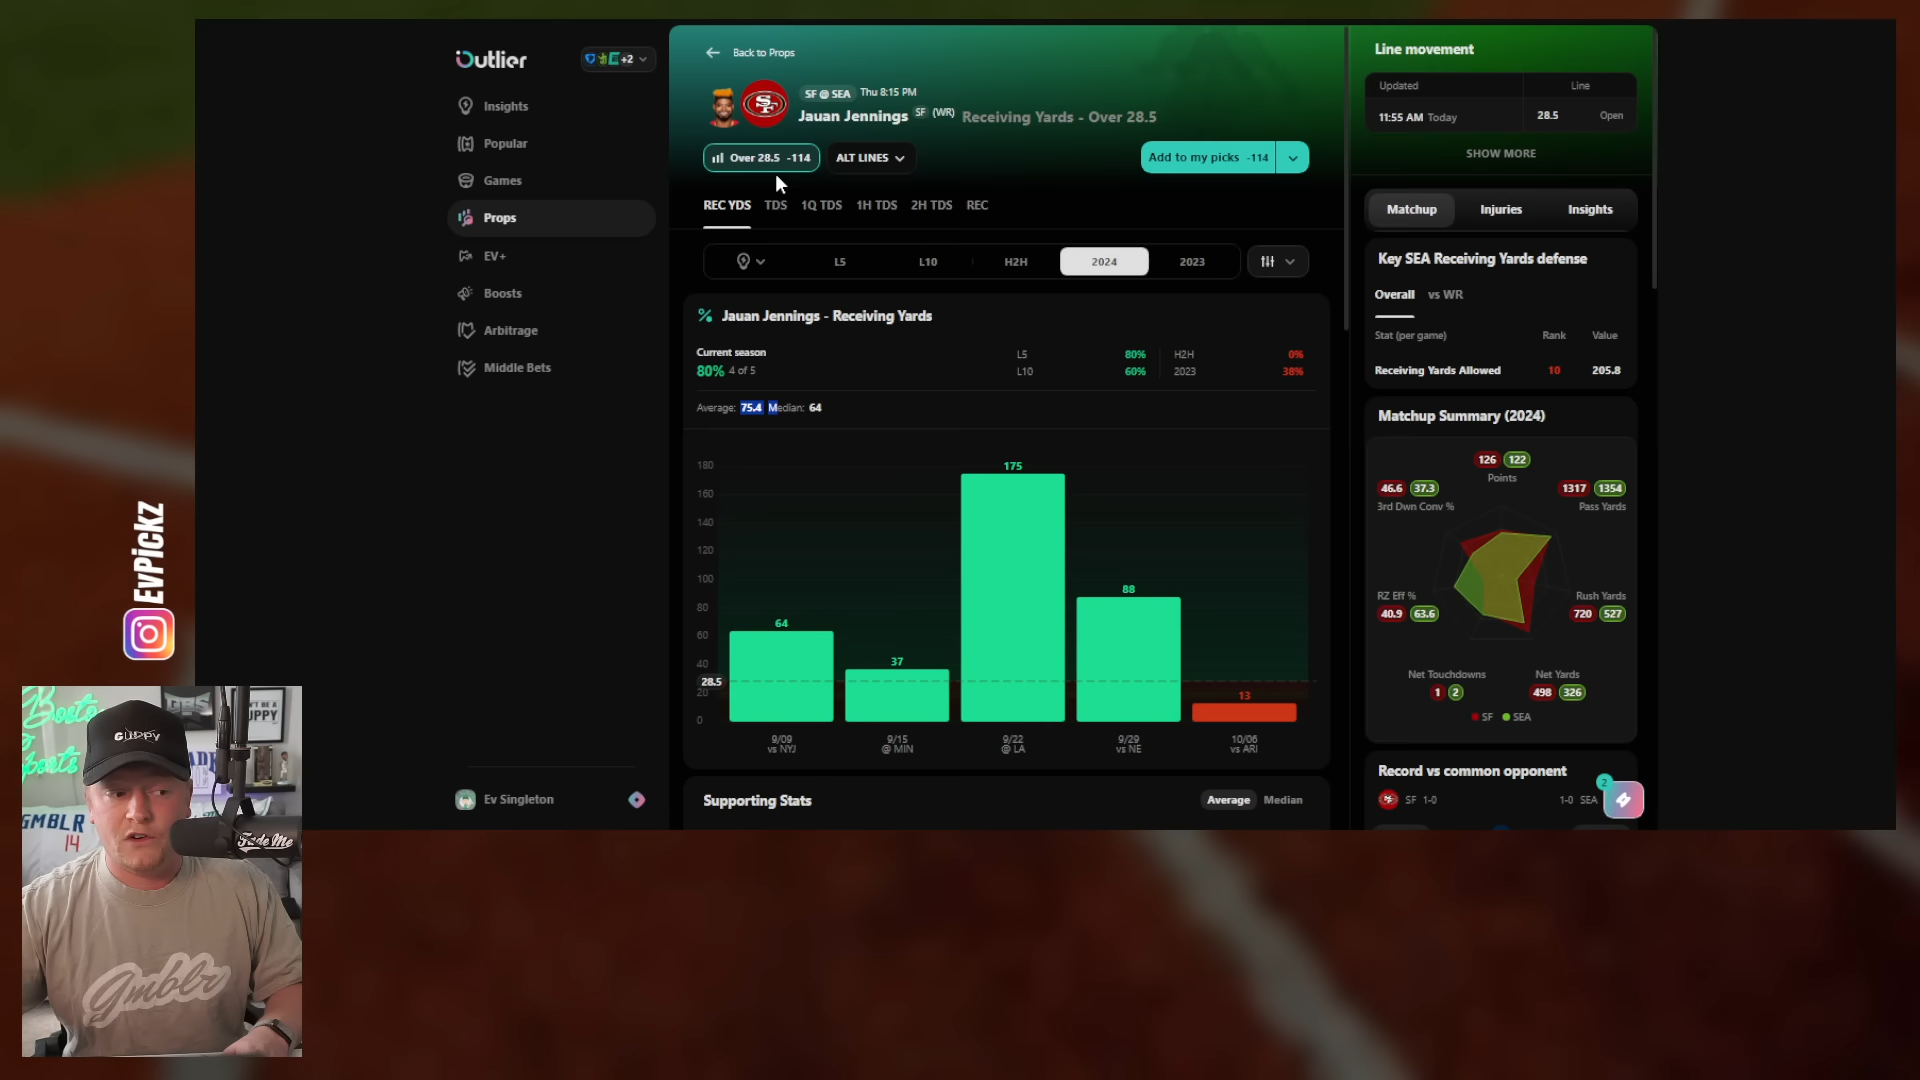 Outlier
+2
Insights
Popular
Games
Props
EV+
Boosts
Arbitrage
Middle Bets
Ev Singleton
Back to Props
SF @ SEA Thu 8:15 PM
Jauan Jennings SF (WR) Receiving Yards - Over 28.5
Over 28.5 -114 ALT LINES
Add to my picks -114
REC YDS TDS 1Q TDS 1H TDS 2H TDS REC
L5 L10 H2H 2024 2023
% Jauan Jennings - Receiving Yards
Current season
80% 4 of 5
L5 80% H2H 0%
L10 60% 2023 38%
Average: 75.4 Median: 64
180
160
140
120
100
80
60
40
28.5
20
0
64
37
175
88
13
9/09
vs NYJ
9/15
@ MIN
9/22
@ LA
9/29
vs NE
10/06
vs ARI
Supporting Stats
Average Median
Line movement
Updated Line
11:55 AM Today 28.5 Open
SHOW MORE
Matchup Injuries Insights
Key SEA Receiving Yards defense
Overall vs WR
Stat (per game) Rank Value
Receiving Yards Allowed 10 205.8
Matchup Summary (2024)
126 122
Points
46.6 37.3
3rd Dwn Conv %
1317 1354
Pass Yards
RZ Eff %
40.9 63.6
Rush Yards
720 527
Net Touchdowns
1 2
Net Yards
498 326
SF SEA
Record vs common opponent
SF 1-0 1-0 SEA
2
EvPickz
GUPPY
GMBLR
14
Fade Me
Gmblr